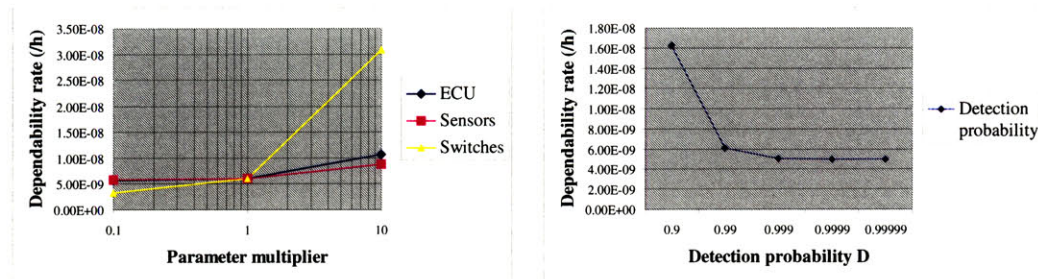 Dependability rate (/h)
3.50E-08
3.00E-08
2.50E-08
2.00E-08
1.50E-08
1.00E-08
5.00E-09
0.00E+00
0.1
1
10
Parameter multiplier
ECU
Sensors
Switches
Dependability rate (/h)
1.80E-08
1.60E-08
1.40E-08
1.20E-08
1.00E-08
8.00E-09
6.00E-09
4.00E-09
2.00E-09
0.00E+00
0.9
0.99
0.999
0.9999
0.99999
Detection probability D
Detection
probability